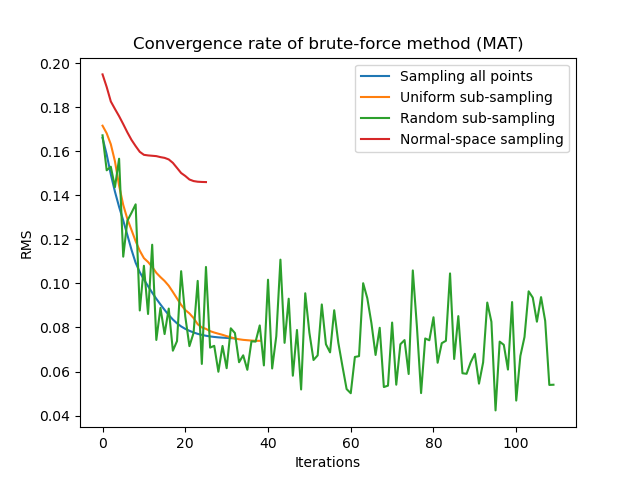 Convergence rate of brute-force method (MAT)
Sampling all points
Uniform sub-sampling
Random sub-sampling
Normal-space sampling
0.20
0.18
0.16
0.14
0.12
0.10
0.08
0.06
0.04
RMS
0 20 40 60 80 100
Iterations